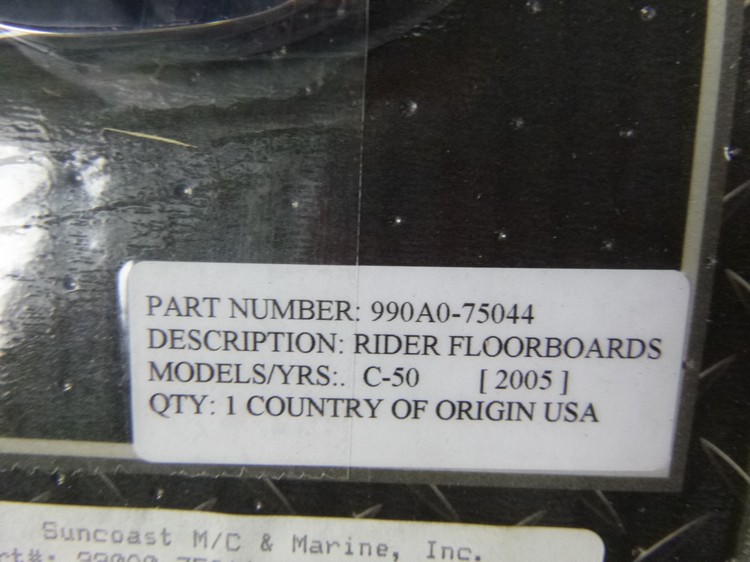 PART NUMBER: 990A0-75044
DESCRIPTION: RIDER FLOORBOARDS
MODELS/YRS:. C-50 [ 2005 ]
QTY: 1 COUNTRY OF ORIGIN USA
Suncoast M/C & Marine, Inc.